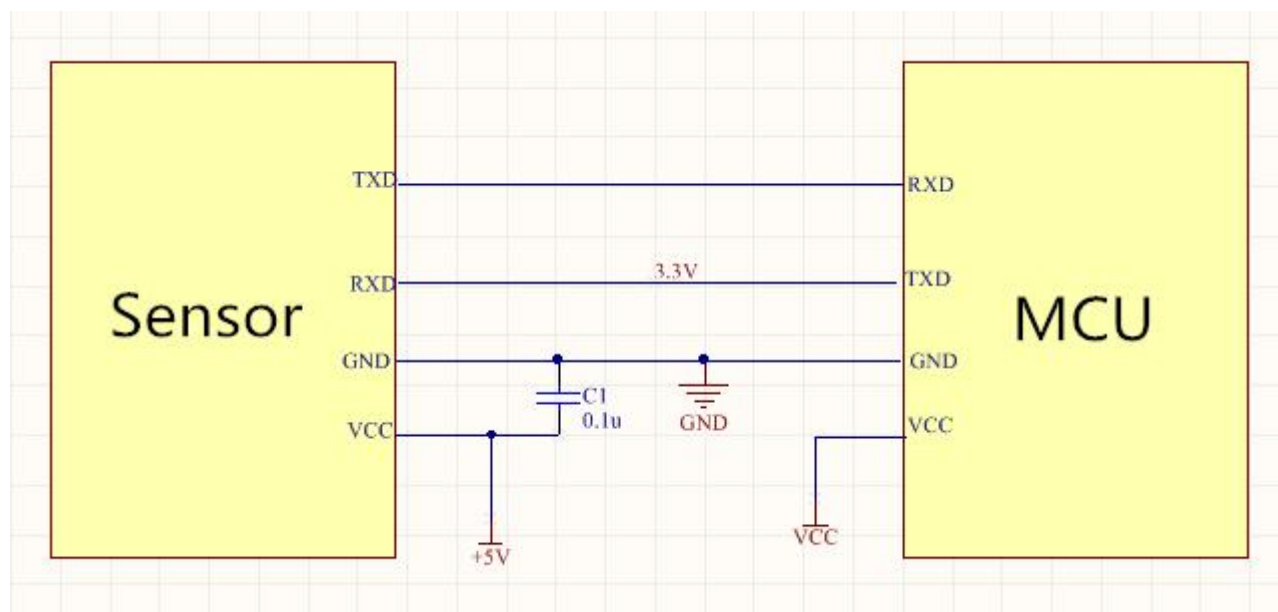 TXD
RXD
3.3V
RXD
TXD
Sensor
MCU
GND
GND
C1
0.1u
GND
VCC
VCC
+5V
VCC